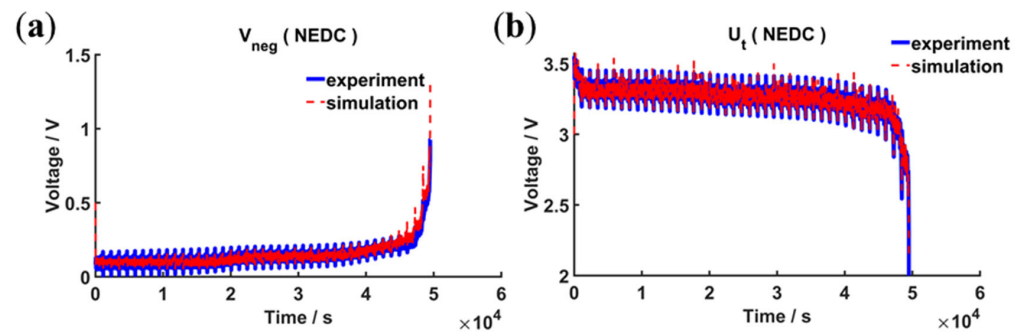 (a)
V_neg ( NEDC )
1.5
1
0.5
0
Voltage / V
experiment
simulation
0 1 2 3 4 5 6
Time / s
×10^4
(b)
U_t ( NEDC )
3.5
3
2.5
2
Voltage / V
experiment
simulation
0 1 2 3 4 5 6
Time / s
×10^4